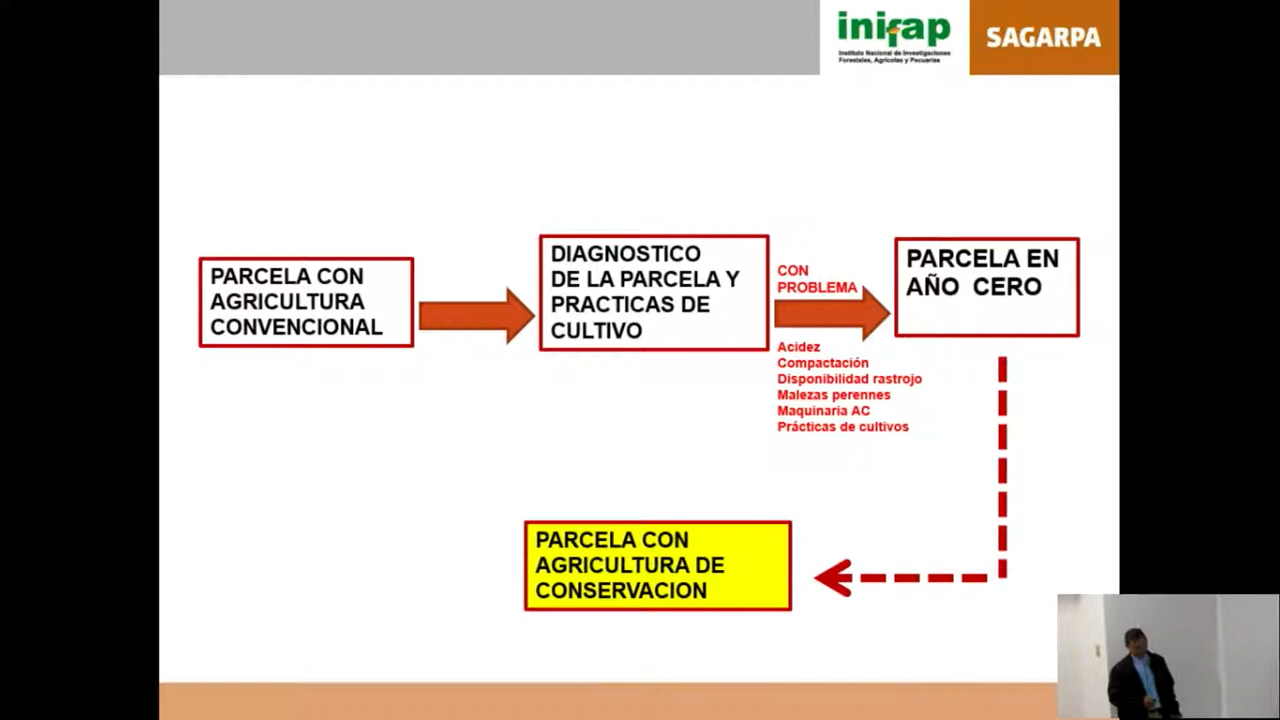 inifap
Instituto Nacional de Investigaciones
Forestales, Agrícolas y Pecuarias
SAGARPA
PARCELA CON
AGRICULTURA
CONVENCIONAL
DIAGNOSTICO
DE LA PARCELA Y
PRACTICAS DE
CULTIVO
CON
PROBLEMA
Acidez
Compactación
Disponibilidad rastrojo
Malezas perennes
Maquinaria AC
Prácticas de cultivos
PARCELA EN
AÑO CERO
PARCELA CON
AGRICULTURA DE
CONSERVACION